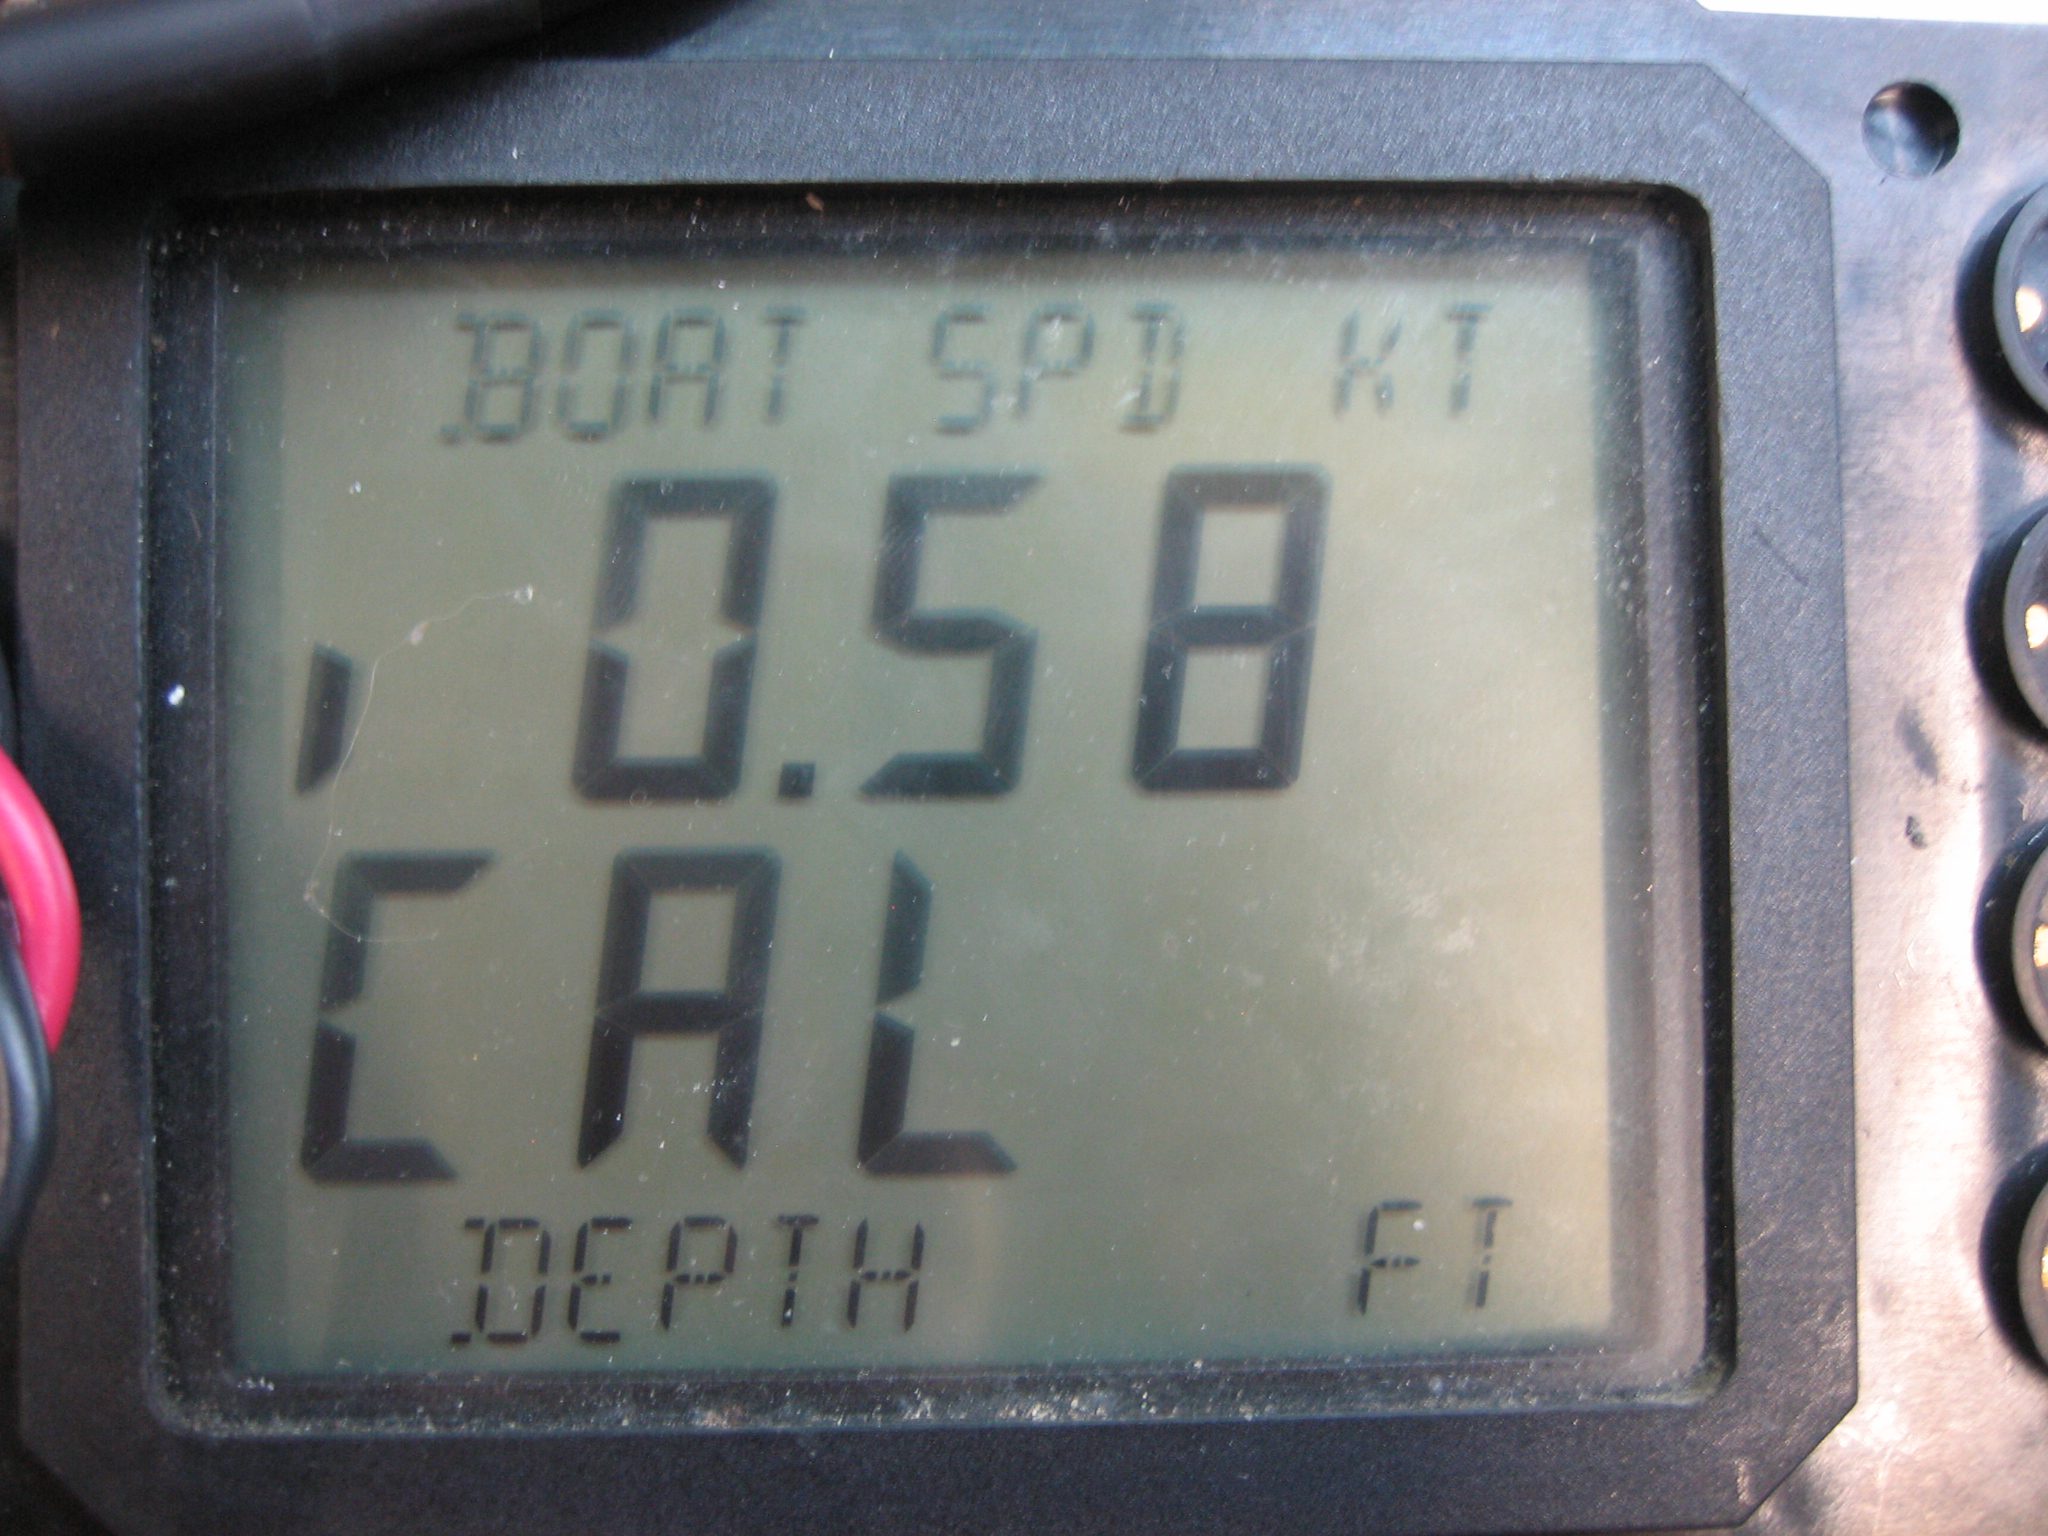 BOAT SPD KT
0.58
CAL
DEPTH FT